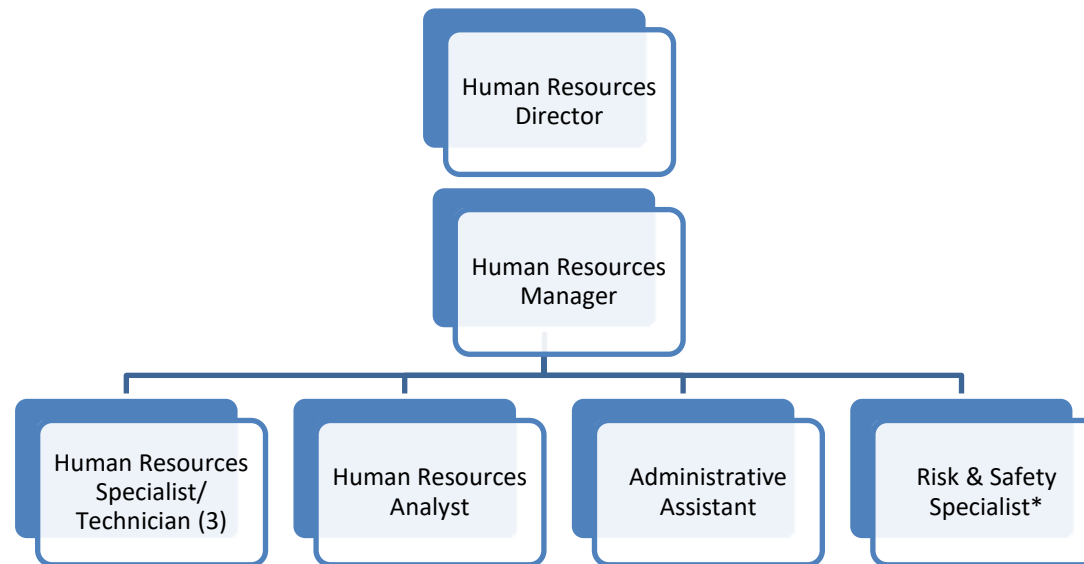 Human Resources
Director
Human Resources
Manager
Human Resources
Specialist/
Technician (3)
Human Resources
Analyst
Administrative
Assistant
Risk & Safety
Specialist*